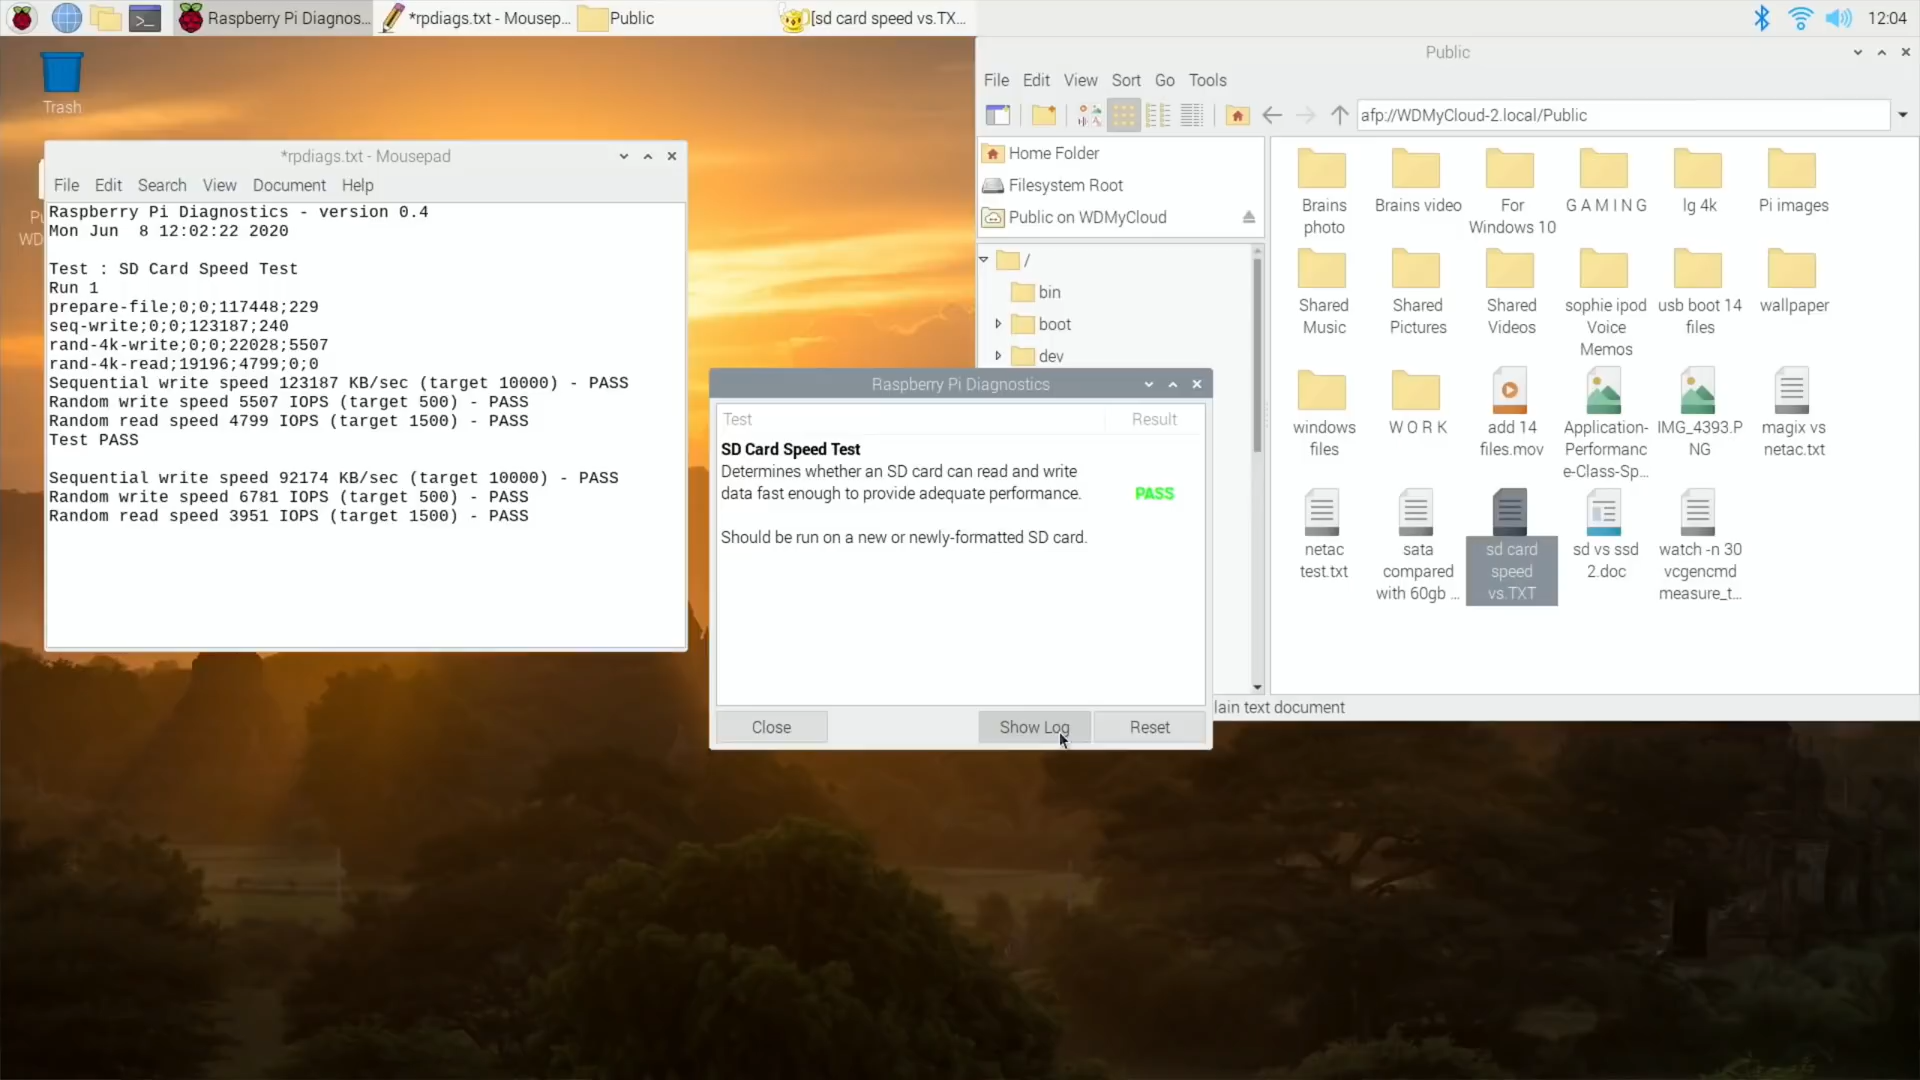 Raspberry Pi Diagnos...
*rpdiags.txt - Mousep...
Public
[sd card speed vs.TX...
12:04
Trash
*rpdiags.txt - Mousepad
File Edit Search View Document Help
Raspberry Pi Diagnostics - version 0.4
Mon Jun  8 12:02:22 2020
Test : SD Card Speed Test
Run 1
prepare-file;0;0;117448;229
seq-write;0;0;123187;240
rand-4k-write;0;0;22028;5507
rand-4k-read;19196;4799;0;0
Sequential write speed 123187 KB/sec (target 10000) - PASS
Random write speed 5507 IOPS (target 500) - PASS
Random read speed 4799 IOPS (target 1500) - PASS
Test PASS
Sequential write speed 92174 KB/sec (target 10000) - PASS
Random write speed 6781 IOPS (target 500) - PASS
Random read speed 3951 IOPS (target 1500) - PASS
Raspberry Pi Diagnostics
Test Result
SD Card Speed Test
Determines whether an SD card can read and write
data fast enough to provide adequate performance.
PASS
Should be run on a new or newly-formatted SD card.
Close Show Log Reset
Public
File Edit View Sort Go Tools
afp://WDMyCloud-2.local/Public
Home Folder
Filesystem Root
Public on WDMyCloud
/
bin
boot
dev
Brains
photo
Brains video
For
Windows 10
G A M I N G
lg 4k
Pi images
Shared
Music
Shared
Pictures
Shared
Videos
sophie ipod
Voice
Memos
usb boot 14
files
wallpaper
windows
files
W O R K
add 14
files.mov
Application-
Performanc
e-Class-Sp...
IMG_4393.P
NG
magix vs
netac.txt
netac
test.txt
sata
compared
with 60gb ...
sd card
speed
vs.TXT
sd vs ssd
2.doc
watch -n 30
vcgencmd
measure_t...
lain text document